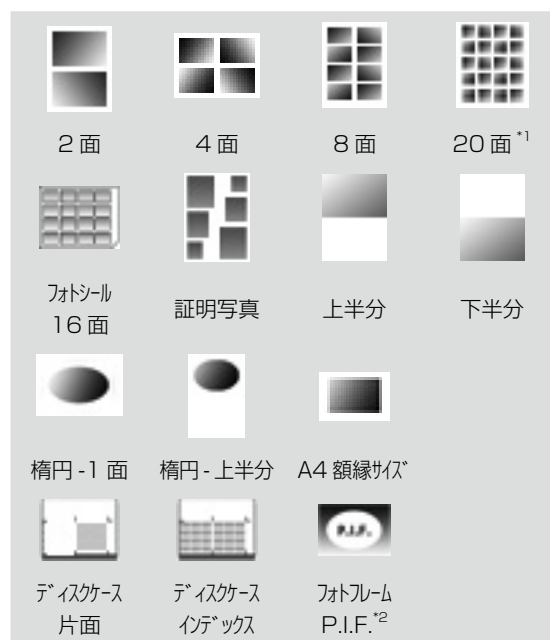 2 面 4 面 8 面 20 面 *1
フォトシール 16 面 証明写真 上半分 下半分
楕円 -1 面 楕円 - 上半分 A4 額縁サイズ
P.I.F.
ディスクケース ディスクケース フォトフレーム
片面 インデックス P.I.F.*2